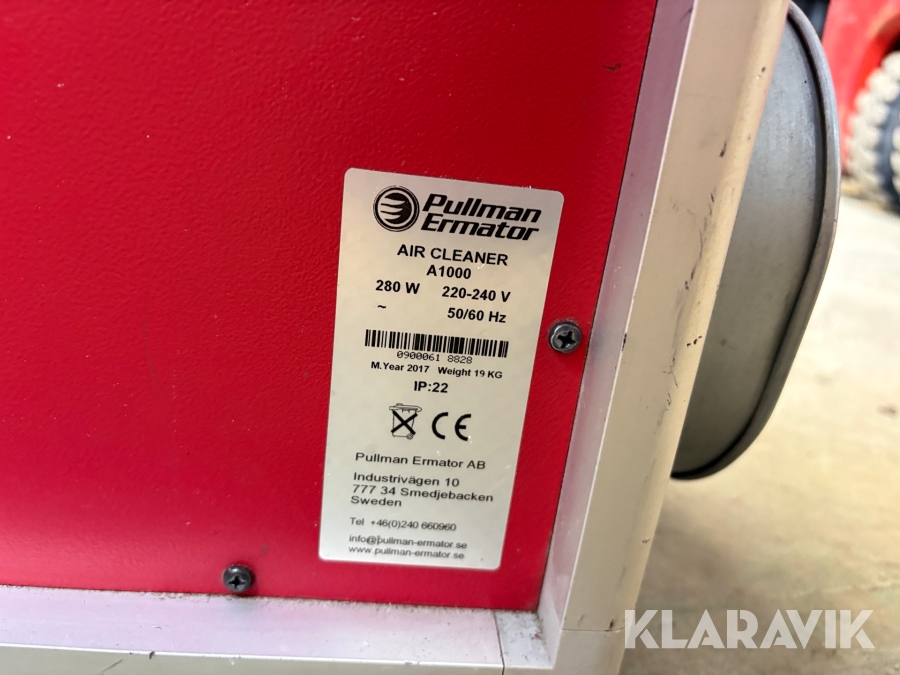 Pullman
Ermator
AIR CLEANER
A1000
280 W 220-240 V
~ 50/60 Hz
0900061 8828
M.Year 2017 Weight 19 KG
IP:22
CE
Pullman Ermator AB
Industrivägen 10
777 34 Smedjebacken
Sweden
Tel +46(0)240 660960
info@pullman-ermator.se
www.pullman-ermator.se
KLARAVIK